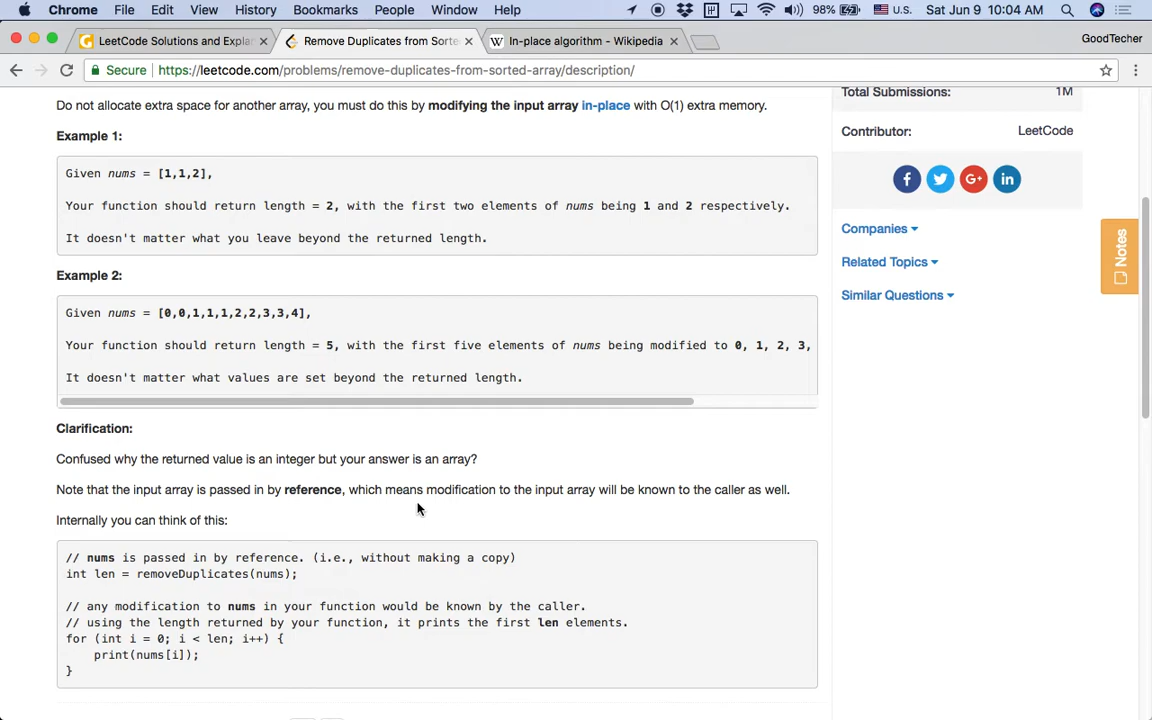 Chrome File Edit View History Bookmarks People Window Help 98% U.S. Sat Jun 9 10:04 AM
LeetCode Solutions and Explan Remove Duplicates from Sorte In-place algorithm - Wikipedia GoodTecher
Secure https://leetcode.com/problems/remove-duplicates-from-sorted-array/description/
Do not allocate extra space for another array, you must do this by modifying the input array in-place with O(1) extra memory.
Example 1:
Given nums = [1,1,2],
Your function should return length = 2, with the first two elements of nums being 1 and 2 respectively.
It doesn't matter what you leave beyond the returned length.
Example 2:
Given nums = [0,0,1,1,1,2,2,3,3,4],
Your function should return length = 5, with the first five elements of nums being modified to 0, 1, 2, 3,
It doesn't matter what values are set beyond the returned length.
Clarification:
Confused why the returned value is an integer but your answer is an array?
Note that the input array is passed in by reference, which means modification to the input array will be known to the caller as well.
Internally you can think of this:
// nums is passed in by reference. (i.e., without making a copy)
int len = removeDuplicates(nums);
// any modification to nums in your function would be known by the caller.
// using the length returned by your function, it prints the first len elements.
for (int i = 0; i < len; i++) {
print(nums[i]);
}
Total Submissions: 1M
Contributor: LeetCode
Companies
Related Topics
Similar Questions
Notes